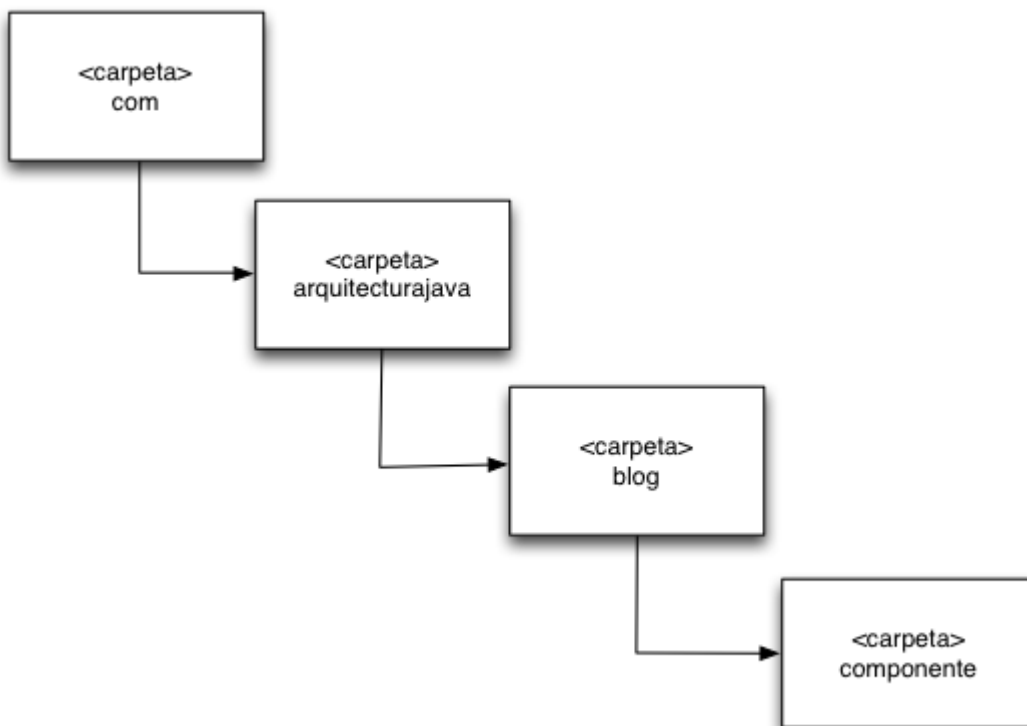 <carpeta>
com
<carpeta>
arquitecturajava
<carpeta>
blog
<carpeta>
componente